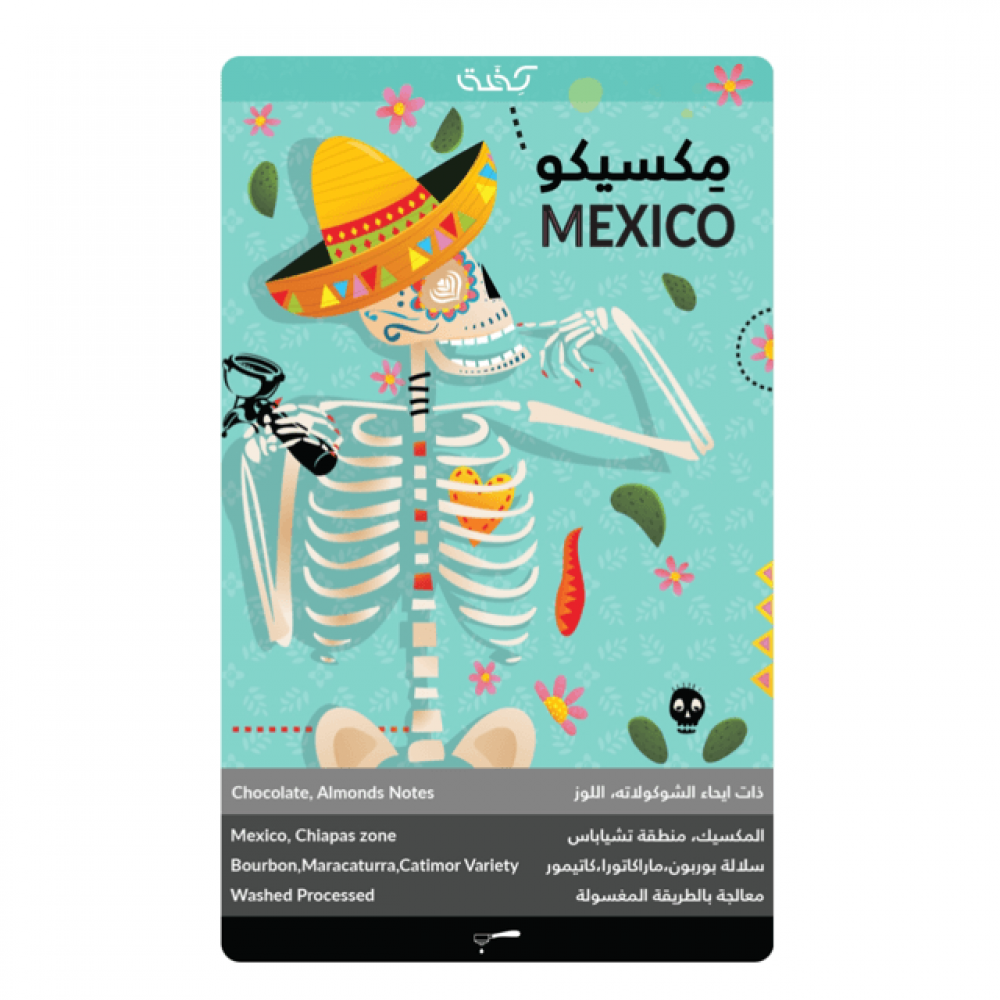 كفة
مِكسيكو
MEXICO
Chocolate, Almonds Notes
ذات ايحاء الشوكولاته، اللوز
Mexico, Chiapas zone
المكسيك، منطقة تشياباس
Bourbon,Maracaturra,Catimor Variety
سلالة بوربون،ماراكاتورا،كاتيمور
Washed Processed
معالجة بالطريقة المغسولة